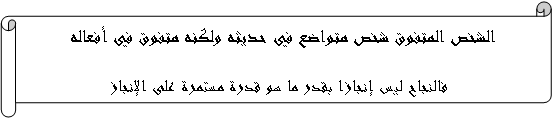 الشخص المتفوق شخص متواضع في حديثه ولكنه متفوق في أفعاله
فالنجاح ليس إنجازا بقدر ما هو قدرة مستمرة على الإنجاز